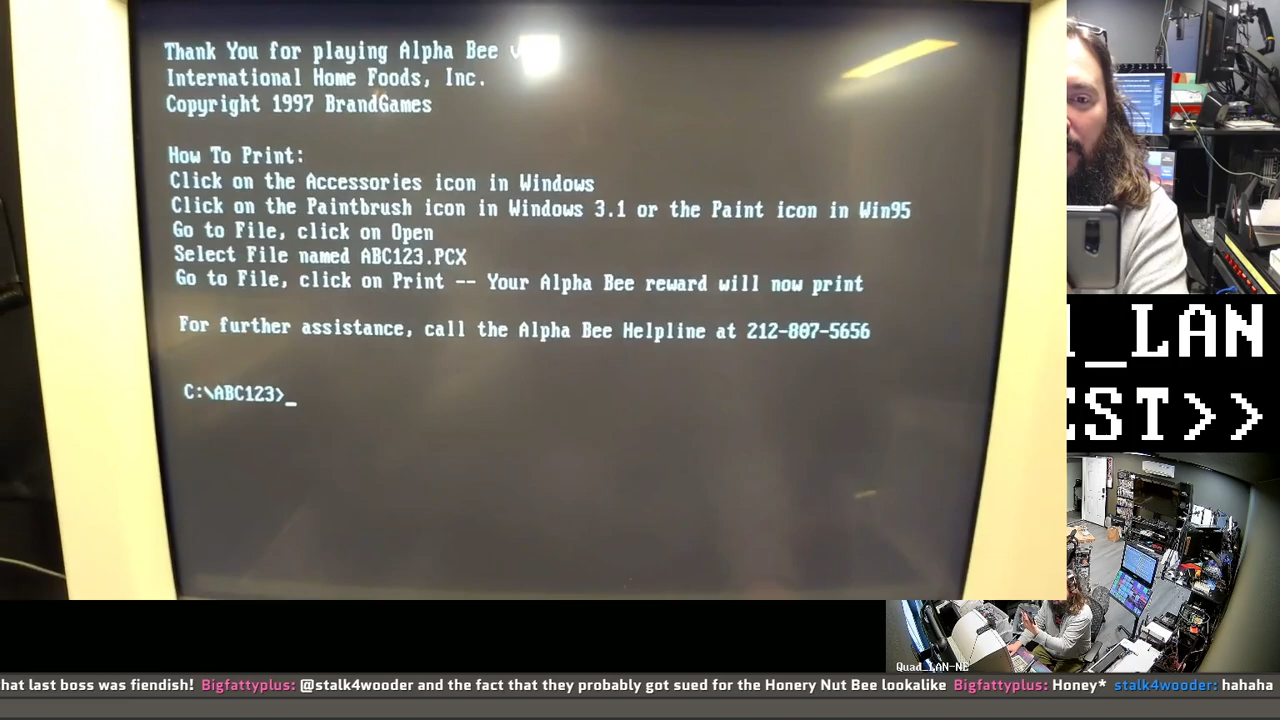 Thank You for playing Alpha Bee
International Home Foods, Inc.
Copyright 1997 BrandGames
How To Print:
Click on the Accessories icon in Windows
Click on the Paintbrush icon in Windows 3.1 or the Paint icon in Win95
Go to File, click on Open
Select File named ABC123.PCX
Go to File, click on Print -- Your Alpha Bee reward will now print
For further assistance, call the Alpha Bee Helpline at 212-807-5656
C:\ABC123>_
_LAN
EST>>
Quad_LAN-NE
hat last boss was fiendish! Bigfattyplus: @stalk4wooder and the fact that they probably got sued for the Honery Nut Bee lookalike Bigfattyplus: Honey* stalk4wooder: hahaha